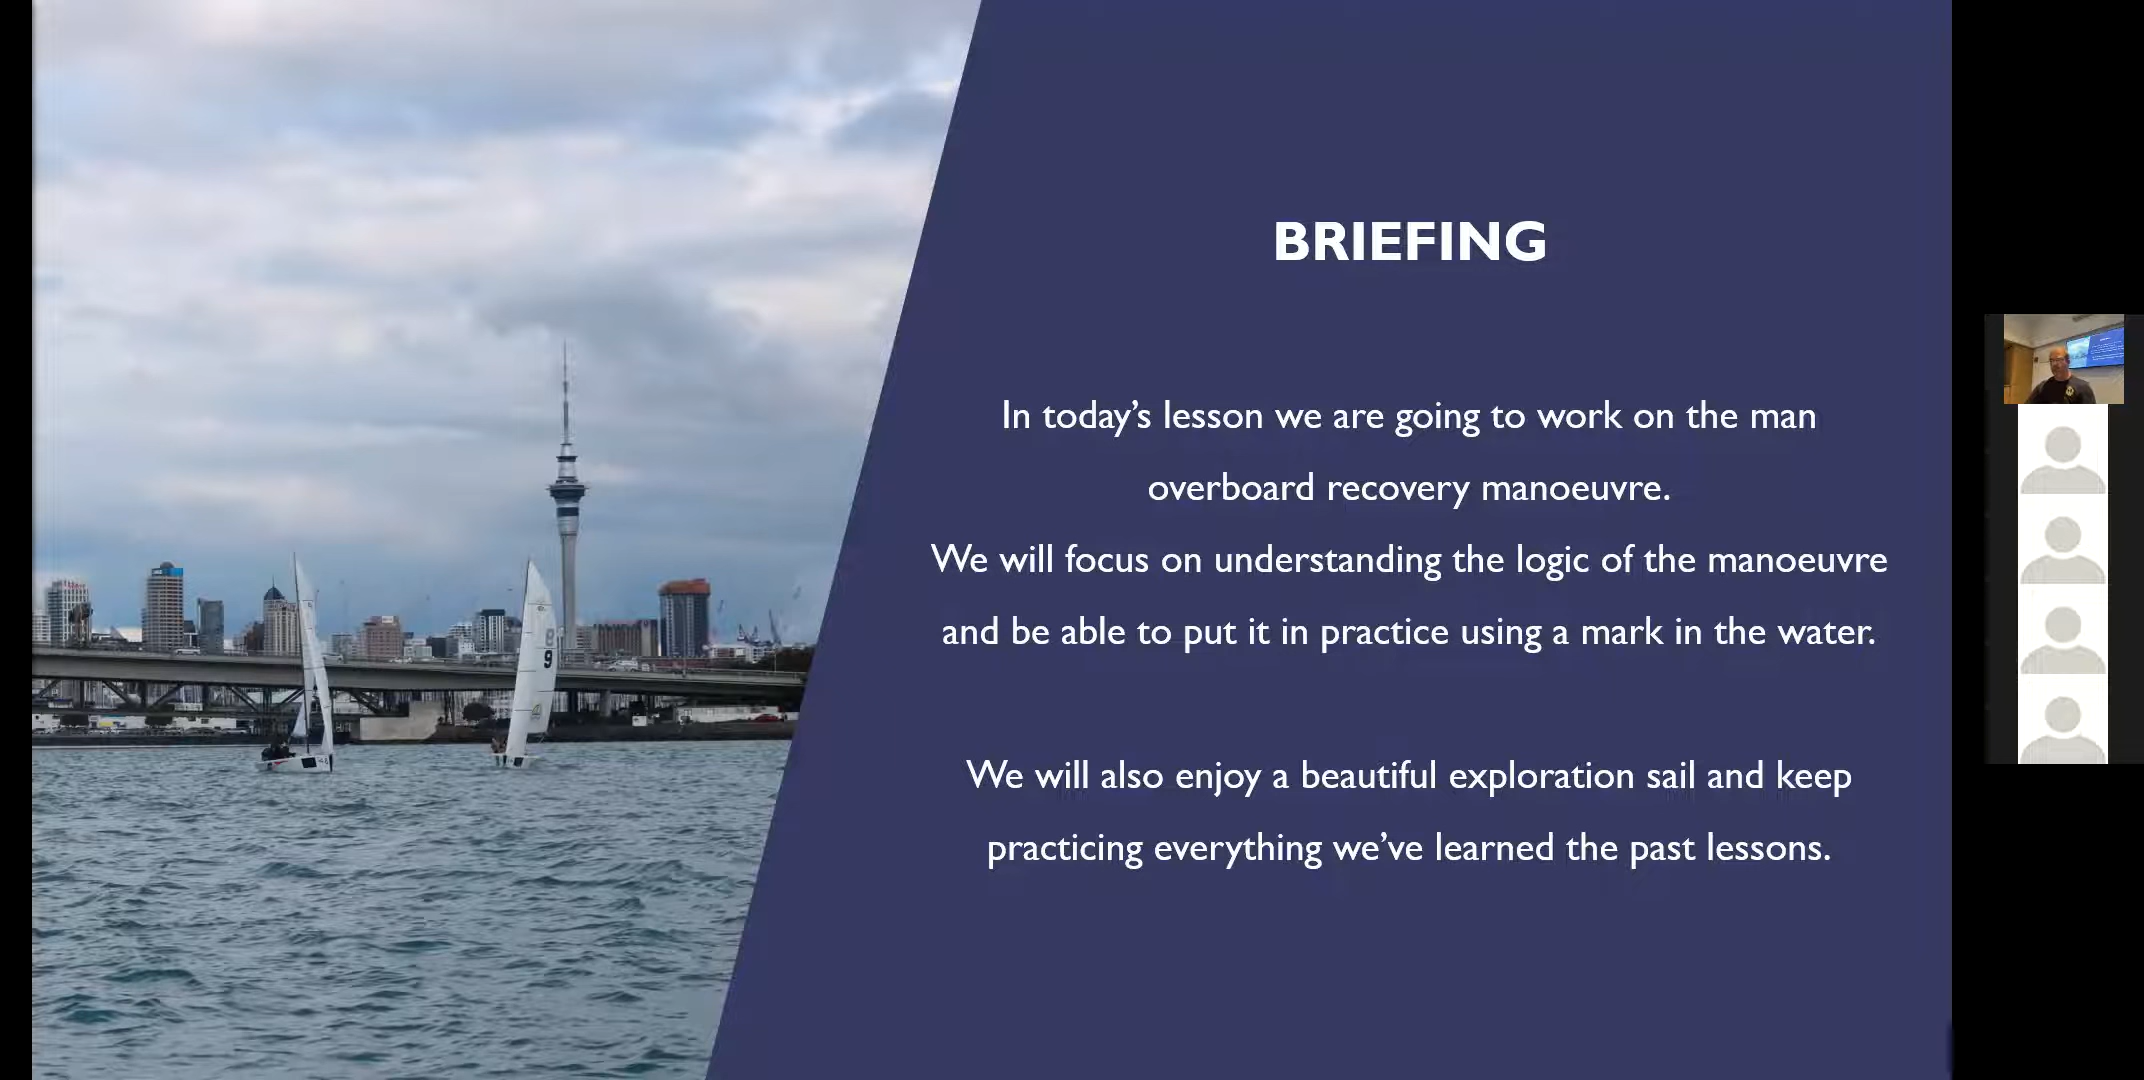 BRIEFING
In today’s lesson we are going to work on the man
overboard recovery manoeuvre.
We will focus on understanding the logic of the manoeuvre
and be able to put it in practice using a mark in the water.
We will also enjoy a beautiful exploration sail and keep
practicing everything we’ve learned the past lessons.
8
9